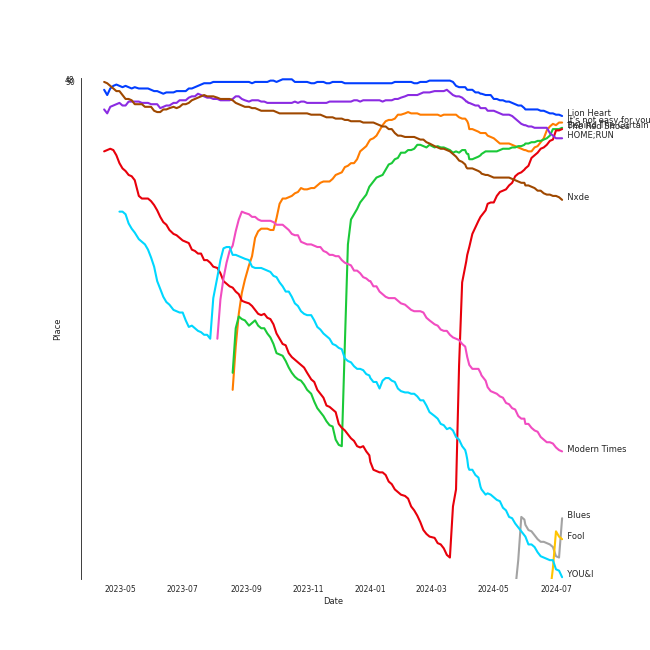 Lion Heart
It's not easy for you
The Red Shoes
HOME;RUN
Nxde
Modern Times
Blues
Fool
YOU&I
Place
2023-05
2023-07
2023-09
2023-11
2024-01
2024-03
2024-05
2024-07
Date